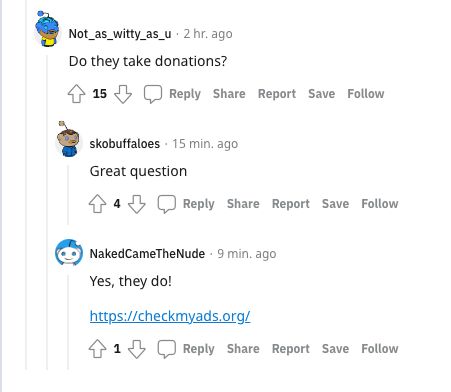 Not_as_witty_as_u · 2 hr. ago
Do they take donations?
15 Reply Share Report Save Follow
skobuffaloes · 15 min. ago
Great question
4 Reply Share Report Save Follow
NakedCameTheNude · 9 min. ago
Yes, they do!
https://checkmyads.org/
1 Reply Share Report Save Follow